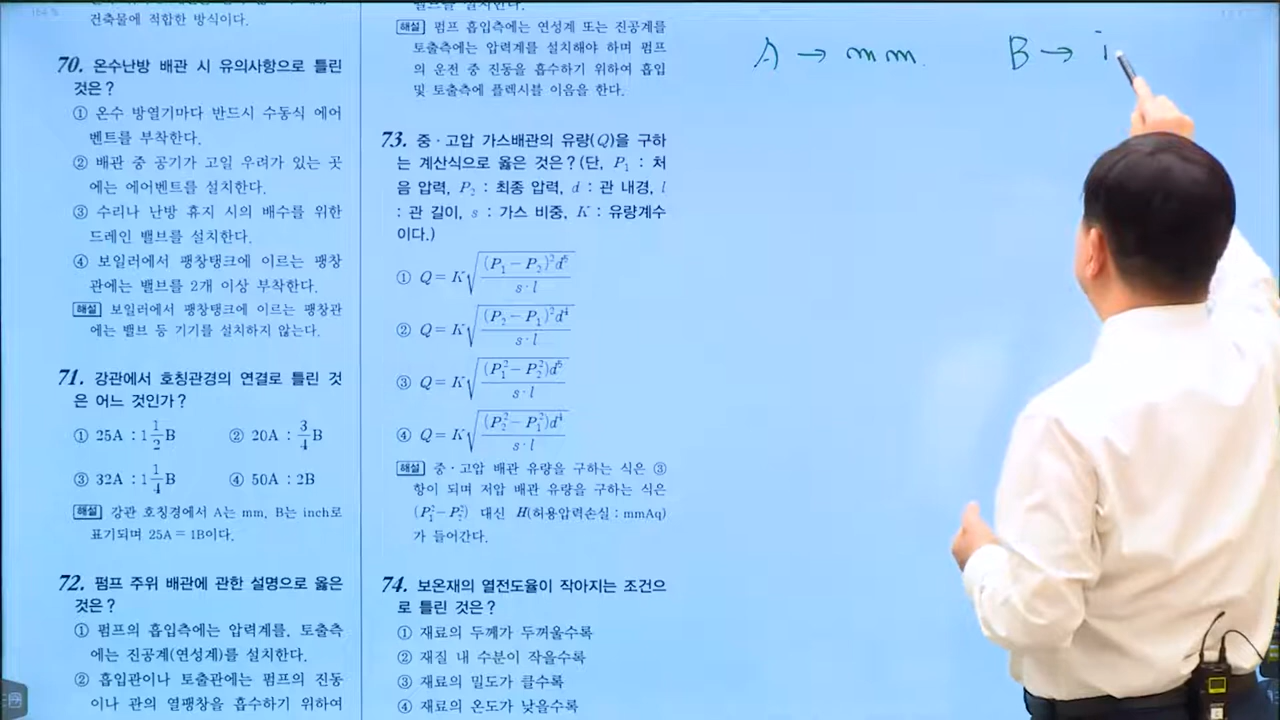 건축물에 적합한 방식이다.
70. 온수난방 배관 시 유의사항으로 틀린
것은?
① 온수 방열기마다 반드시 수동식 에어
벤트를 부착한다.
② 배관 중 공기가 고일 우려가 있는 곳
에는 에어벤트를 설치한다.
③ 수리나 난방 휴지 시의 배수를 위한
드레인 밸브를 설치한다.
④ 보일러에서 팽창탱크에 이르는 팽창
관에는 밸브를 2개 이상 부착한다.
해설 보일러에서 팽창탱크에 이르는 팽창관
에는 밸브 등 기기를 설치하지 않는다.
71. 강관에서 호칭관경의 연결로 틀린 것
은 어느 것인가?
① 25A : 1 1/2 B ② 20A : 3/4 B
③ 32A : 1 1/4 B ④ 50A : 2B
해설 강관 호칭경에서 A는 mm, B는 inch로
표기되며 25A = 1B이다.
72. 펌프 주위 배관에 관한 설명으로 옳은
것은?
① 펌프의 흡입측에는 압력계를, 토출측
에는 진공계(연성계)를 설치한다.
② 흡입관이나 토출관에는 펌프의 진동
이나 관의 열팽창을 흡수하기 위하여
해설 펌프 흡입측에는 연성계 또는 진공계를
토출측에는 압력계를 설치해야 하며 펌프
의 운전 중 진동을 흡수하기 위하여 흡입
및 토출측에 플렉시블 이음을 한다.
73. 중·고압 가스배관의 유량(Q)을 구하
는 계산식으로 옳은 것은? (단, P₁ : 처
음 압력, P₂ : 최종 압력, d : 관 내경, l
: 관 길이, s : 가스 비중, K : 유량계수
이다.)
① Q = K√((P₁ − P₂)²d⁵ / s·l)
② Q = K√((P₂ − P₁)²d⁴ / s·l)
③ Q = K√((P₁² − P₂²)d⁵ / s·l)
④ Q = K√((P₂² − P₁²)d⁴ / s·l)
해설 중·고압 배관 유량을 구하는 식은 ③
항이 되며 저압 배관 유량을 구하는 식은
(P₁² − P₂²) 대신 H(허용압력손실 : mmAq)
가 들어간다.
74. 보온재의 열전도율이 작아지는 조건으
로 틀린 것은?
① 재료의 두께가 두꺼울수록
② 재질 내 수분이 작을수록
③ 재료의 밀도가 클수록
④ 재료의 온도가 낮을수록
A → mm. B → i